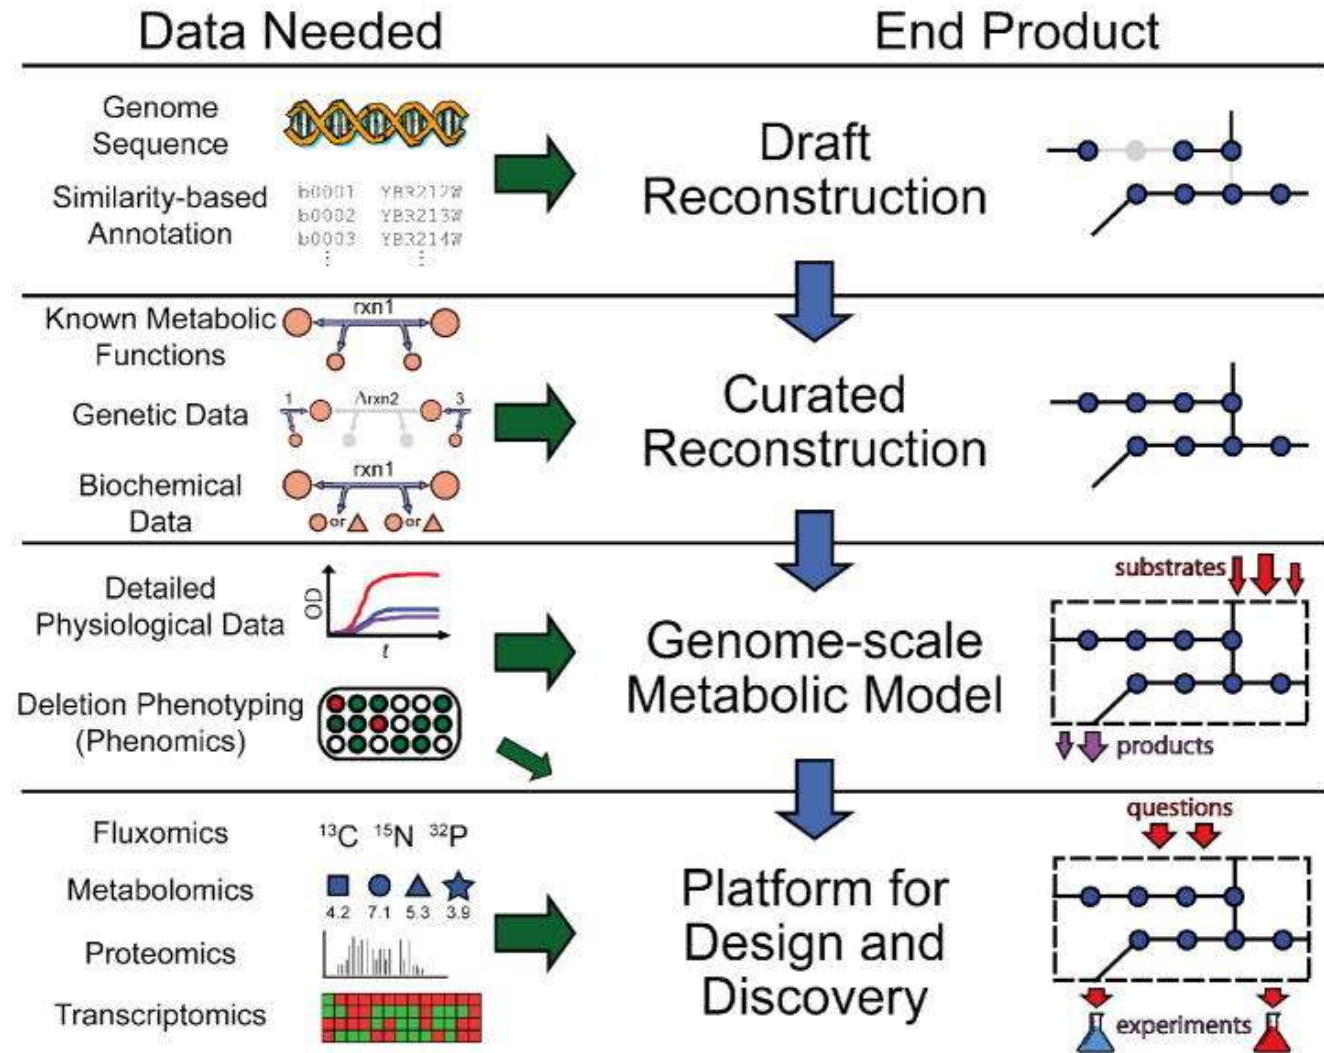 Data Needed
End Product
Genome
Sequence
Similarity-based
Annotation
b0001 YBR212W
b0002 YBR213W
b0003 YBR214W
Draft
Reconstruction
Known Metabolic
Functions
rxn1
Genetic Data
1 Δrxn2 3
Biochemical
Data
rxn1
or or
Curated
Reconstruction
Detailed
Physiological Data
OD
t
Deletion Phenotyping
(Phenomics)
Genome-scale
Metabolic Model
substrates
products
Fluxomics
13C 15N 32P
Metabolomics
4.2 7.1 5.3 3.9
Proteomics
Transcriptomics
Platform for
Design and
Discovery
questions
experiments